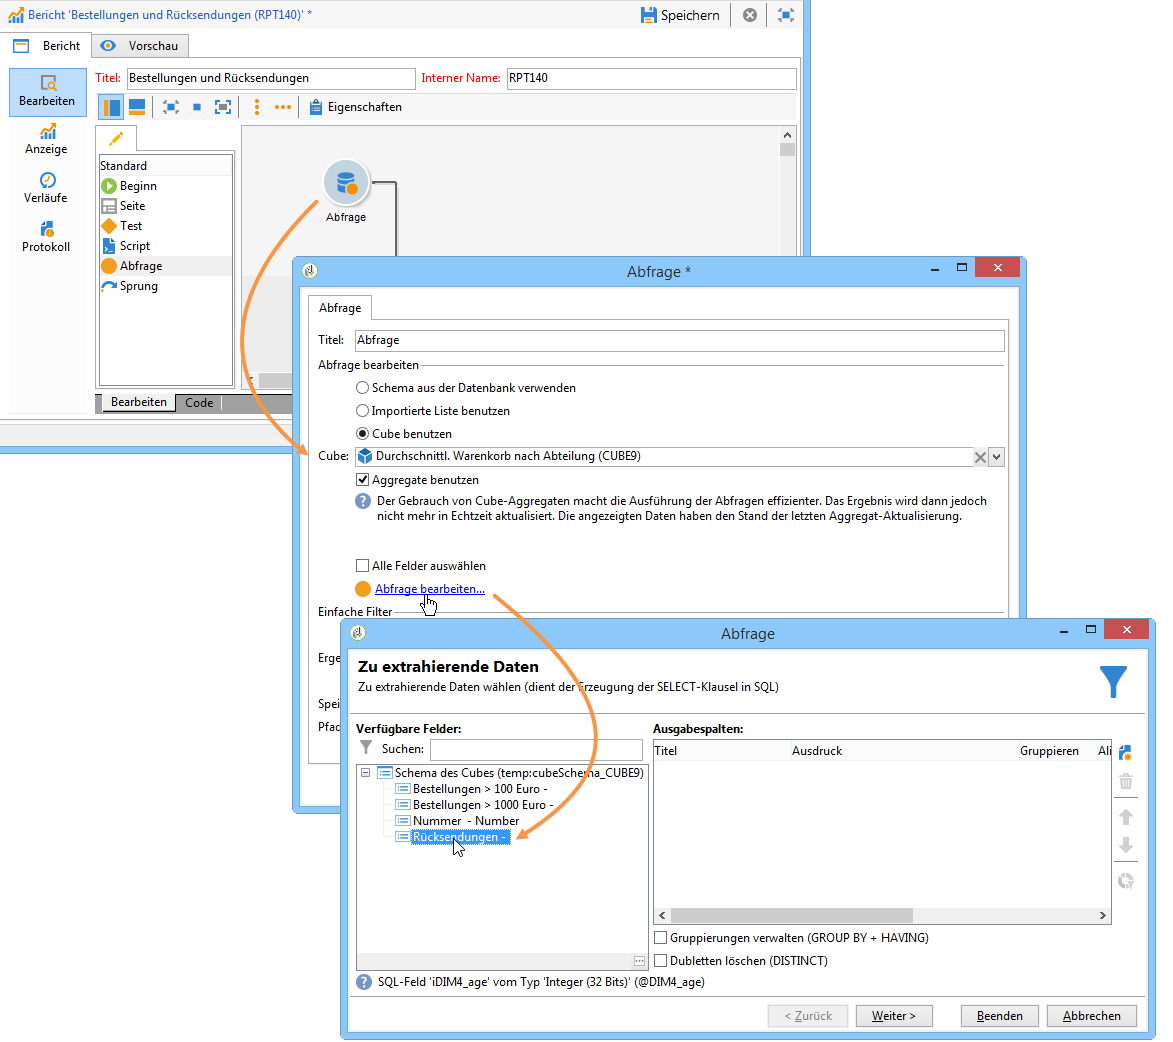 Bericht 'Bestellungen und Rücksendungen (RPT140)' *
Speichern
Bericht
Vorschau
Bearbeiten
Anzeige
Verläufe
Protokoll
Titel: Bestellungen und Rücksendungen
Interner Name: RPT140
Eigenschaften
Standard
Beginn
Seite
Test
Script
Abfrage
Sprung
Abfrage
Bearbeiten
Code
Abfrage *
Abfrage
Titel: Abfrage
Abfrage bearbeiten
Schema aus der Datenbank verwenden
Importierte Liste benutzen
Cube benutzen
Cube: Durchschnittl. Warenkorb nach Abteilung (CUBE9)
Aggregate benutzen
Der Gebrauch von Cube-Aggregaten macht die Ausführung der Abfragen effizienter. Das Ergebnis wird dann jedoch
nicht mehr in Echtzeit aktualisiert. Die angezeigten Daten haben den Stand der letzten Aggregat-Aktualisierung.
Alle Felder auswählen
Abfrage bearbeiten...
Einfache Filter
Erge
Spei
Pfad
Abfrage
Zu extrahierende Daten
Zu extrahierende Daten wählen (dient der Erzeugung der SELECT-Klausel in SQL)
Verfügbare Felder:
Suchen:
Schema des Cubes (temp:cubeSchema_CUBE9)
Bestellungen > 100 Euro -
Bestellungen > 1000 Euro -
Nummer - Number
Rücksendungen -
Ausgabespalten:
Titel Ausdruck Gruppieren Ali
Gruppierungen verwalten (GROUP BY + HAVING)
Dubletten löschen (DISTINCT)
SQL-Feld 'iDIM4_age' vom Typ 'Integer (32 Bits)' (@DIM4_age)
< Zurück
Weiter >
Beenden
Abbrechen